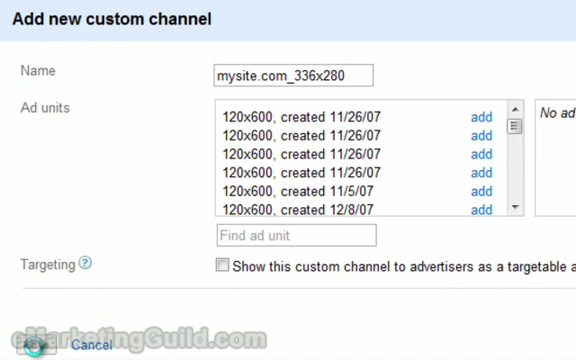 Add new custom channel
Name
mysite.com_336x280
Ad units
120x600, created 11/26/07 add
120x600, created 11/26/07 add
120x600, created 11/26/07 add
120x600, created 11/26/07 add
120x600, created 11/5/07 add
120x600, created 12/8/07 add
No ad
Find ad unit
Targeting ?
Show this custom channel to advertisers as a targetable a
Cancel
eMarketingGuild.com